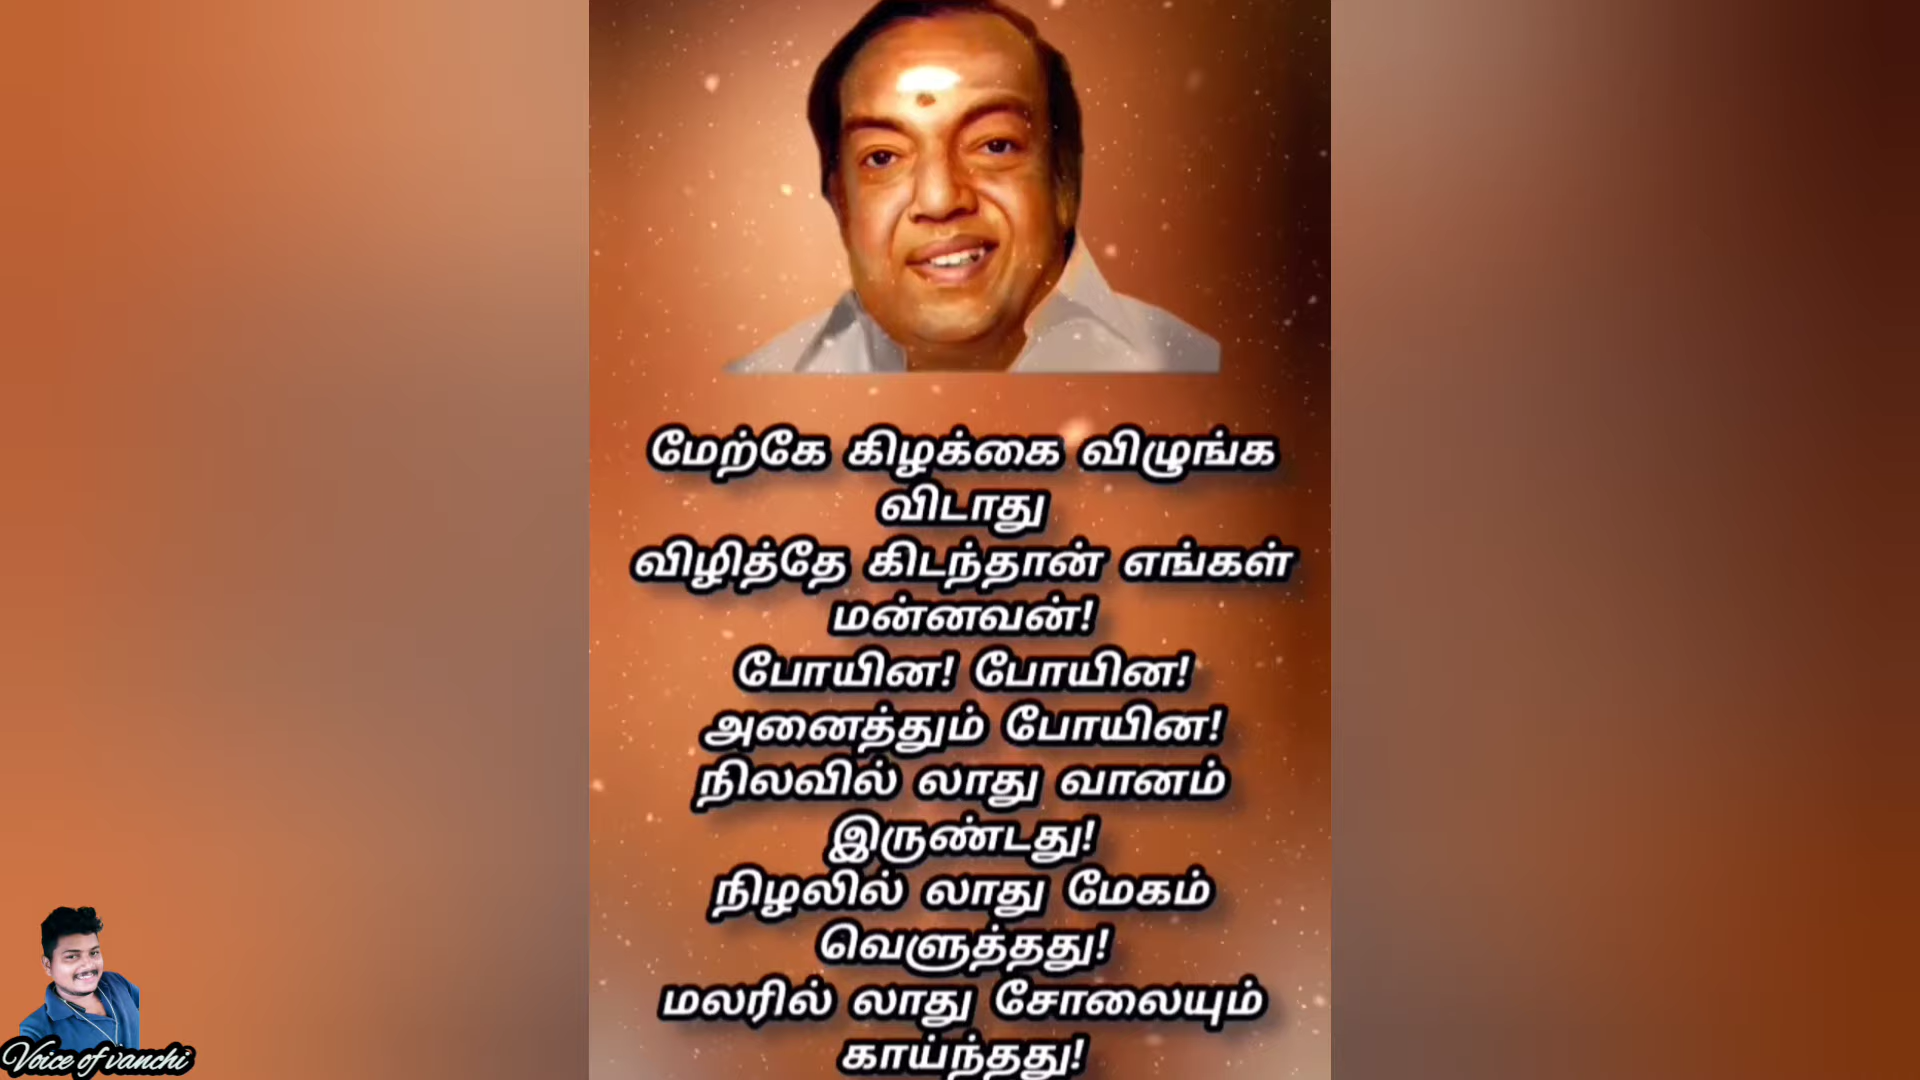 மேற்கே கிழக்கை விழுங்க
விடாது
விழித்தே கிடந்தான் எங்கள்
மன்னவன்!
போயின! போயின!
அனைத்தும் போயின!
நிலவில் லாது வானம்
இருண்டது!
நிழலில் லாது மேகம்
வெளுத்தது!
மலரில் லாது சோலையும்
காய்ந்தது!
Voice of vanchi